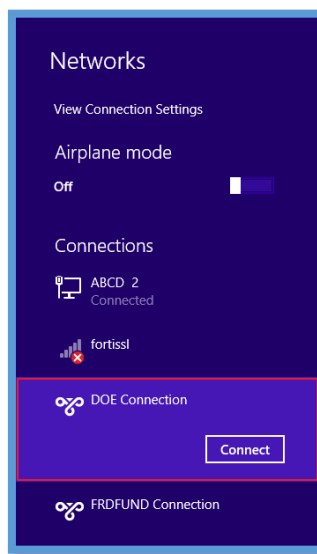 Networks
View Connection Settings
Airplane mode
Off
Connections
ABCD 2
Connected
fortissl
DOE Connection
Connect
FRDFUND Connection